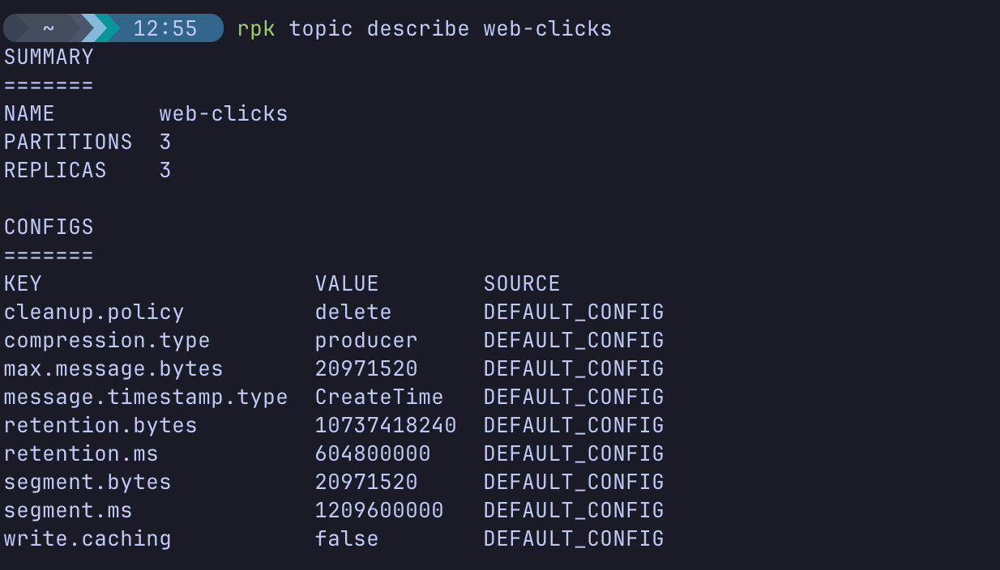 ~ 12:55 rpk topic describe web-clicks
SUMMARY
=======
NAME        web-clicks
PARTITIONS  3
REPLICAS    3

CONFIGS
=======
KEY                     VALUE        SOURCE
cleanup.policy          delete       DEFAULT_CONFIG
compression.type        producer     DEFAULT_CONFIG
max.message.bytes       20971520     DEFAULT_CONFIG
message.timestamp.type  CreateTime   DEFAULT_CONFIG
retention.bytes         10737418240  DEFAULT_CONFIG
retention.ms            604800000    DEFAULT_CONFIG
segment.bytes           20971520     DEFAULT_CONFIG
segment.ms              1209600000   DEFAULT_CONFIG
write.caching           false        DEFAULT_CONFIG